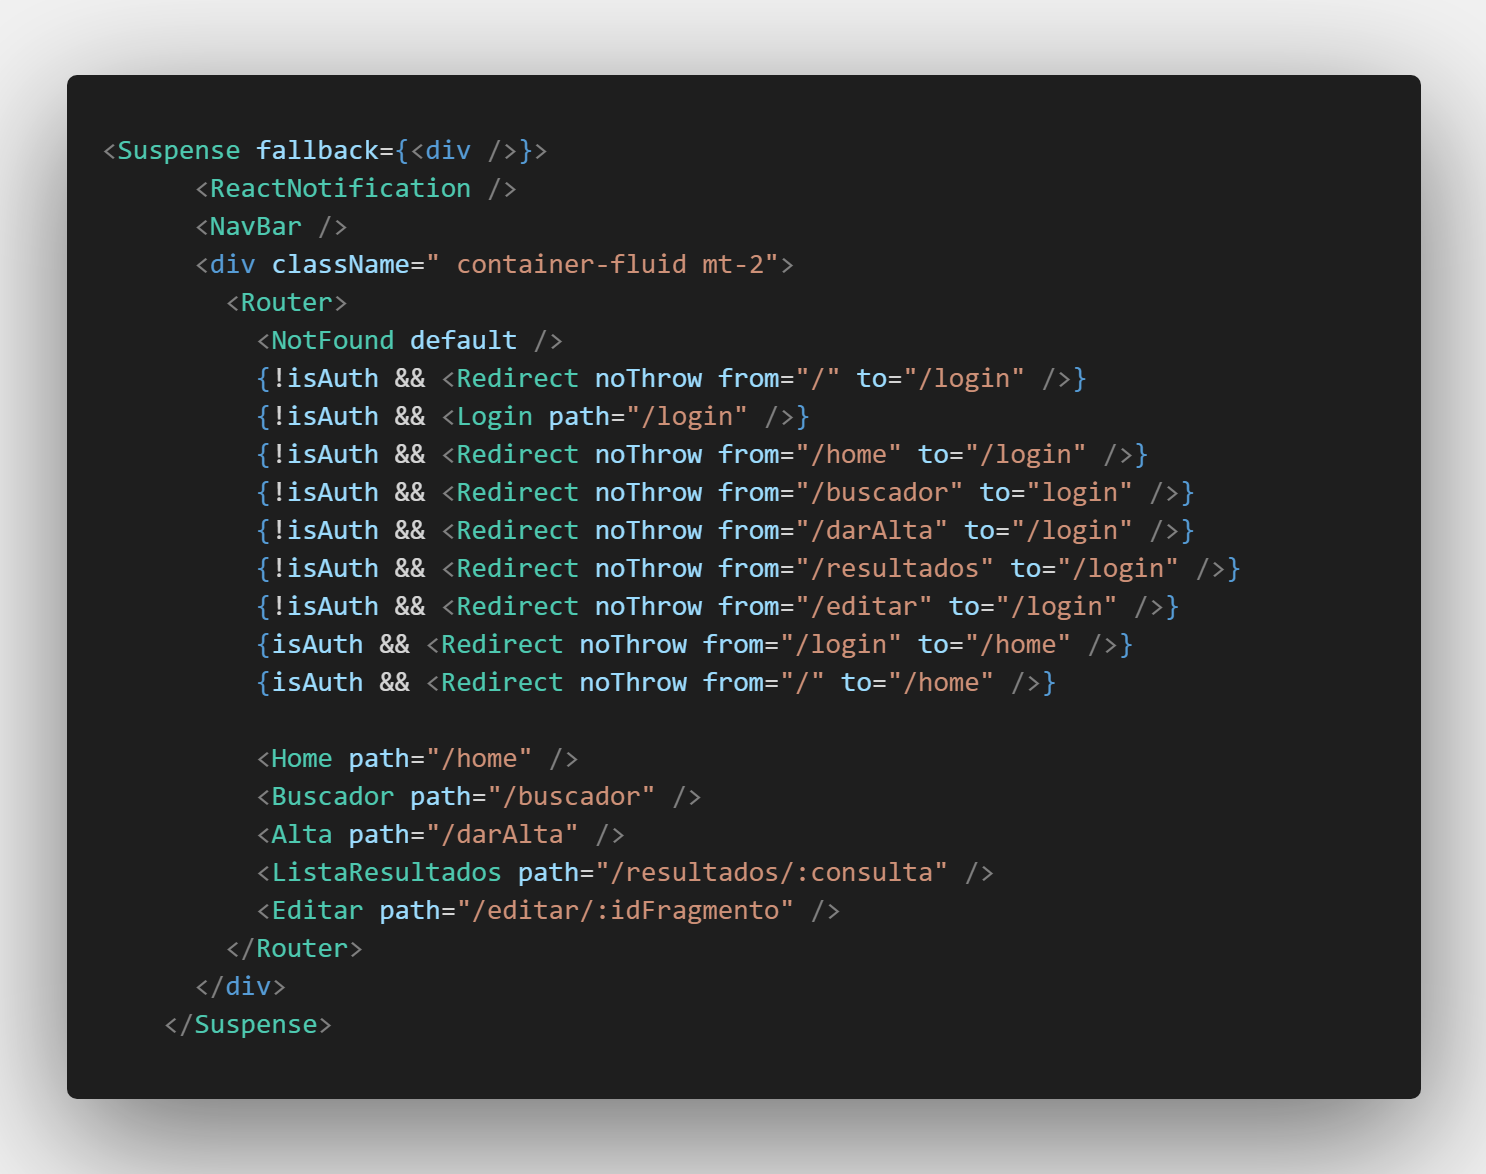 <Suspense fallback={<div />}>
<ReactNotification />
<NavBar />
<div className=" container-fluid mt-2">
<Router>
<NotFound default />
{!isAuth && <Redirect noThrow from="/" to="/login" />}
{!isAuth && <Login path="/login" />}
{!isAuth && <Redirect noThrow from="/home" to="/login" />}
{!isAuth && <Redirect noThrow from="/buscador" to="login" />}
{!isAuth && <Redirect noThrow from="/darAlta" to="/login" />}
{!isAuth && <Redirect noThrow from="/resultados" to="/login" />}
{!isAuth && <Redirect noThrow from="/editar" to="/login" />}
{isAuth && <Redirect noThrow from="/login" to="/home" />}
{isAuth && <Redirect noThrow from="/" to="/home" />}
<Home path="/home" />
<Buscador path="/buscador" />
<Alta path="/darAlta" />
<ListaResultados path="/resultados/:consulta" />
<Editar path="/editar/:idFragmento" />
</Router>
</div>
</Suspense>